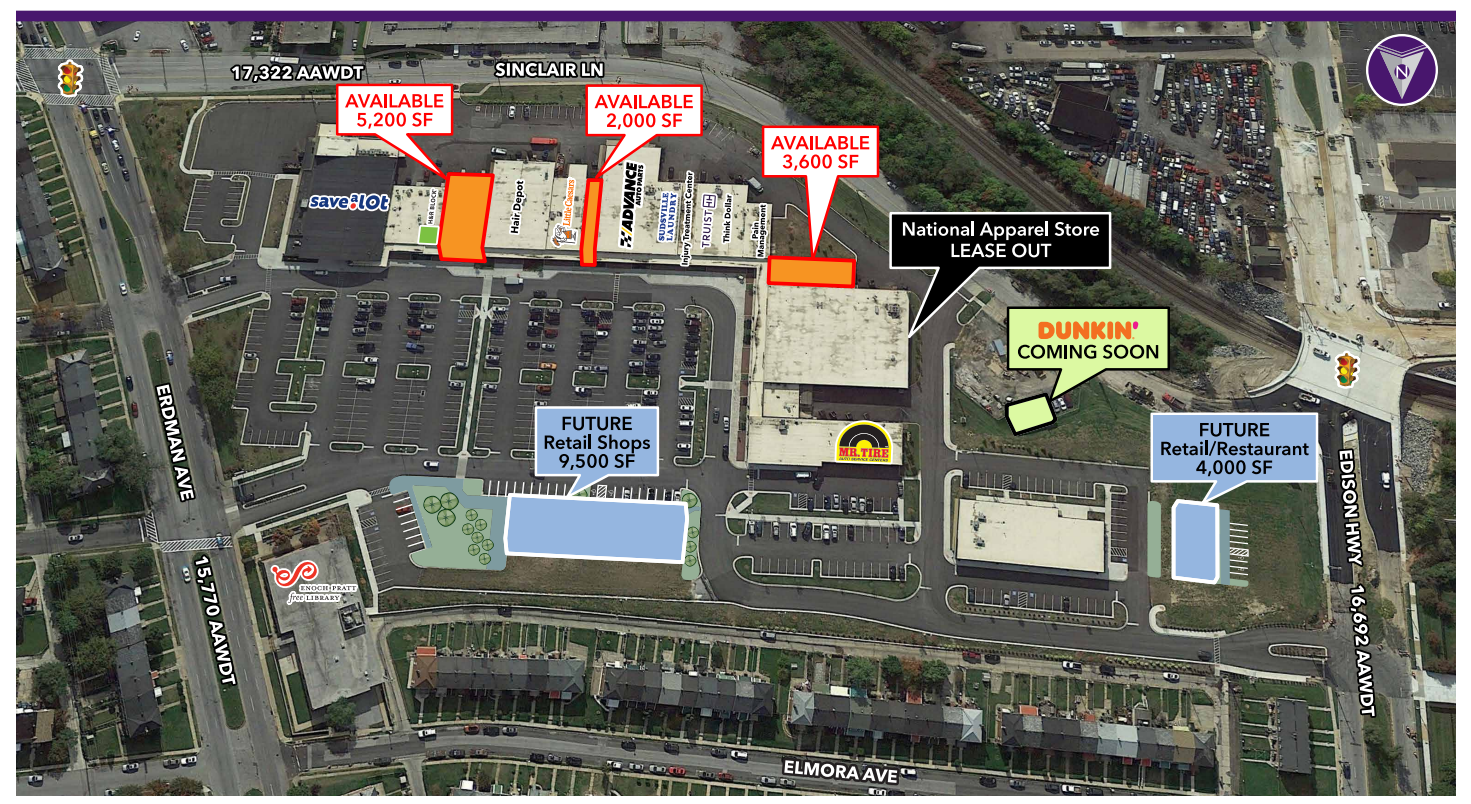 17,322 AAWDT
SINCLAIR LN
N
AVAILABLE
5,200 SF
AVAILABLE
2,000 SF
AVAILABLE
3,600 SF
save a lot
H&R BLOCK
Hair Depot
Little Caesars
ADVANCE
AUTO PARTS
SUDSVILLE
LAUNDRY
Injury Treatment Center
TRUIST
Think Dollar
Pain
Management
National Apparel Store
LEASE OUT
DUNKIN'
COMING SOON
FUTURE
Retail Shops
9,500 SF
MR. TIRE
AUTO SERVICE CENTERS
FUTURE
Retail/Restaurant
4,000 SF
ERDMAN AVE
15,770 AAWDT
ENOCH PRATT
free LIBRARY
EDISON HWY
16,692 AAWDT
ELMORA AVE